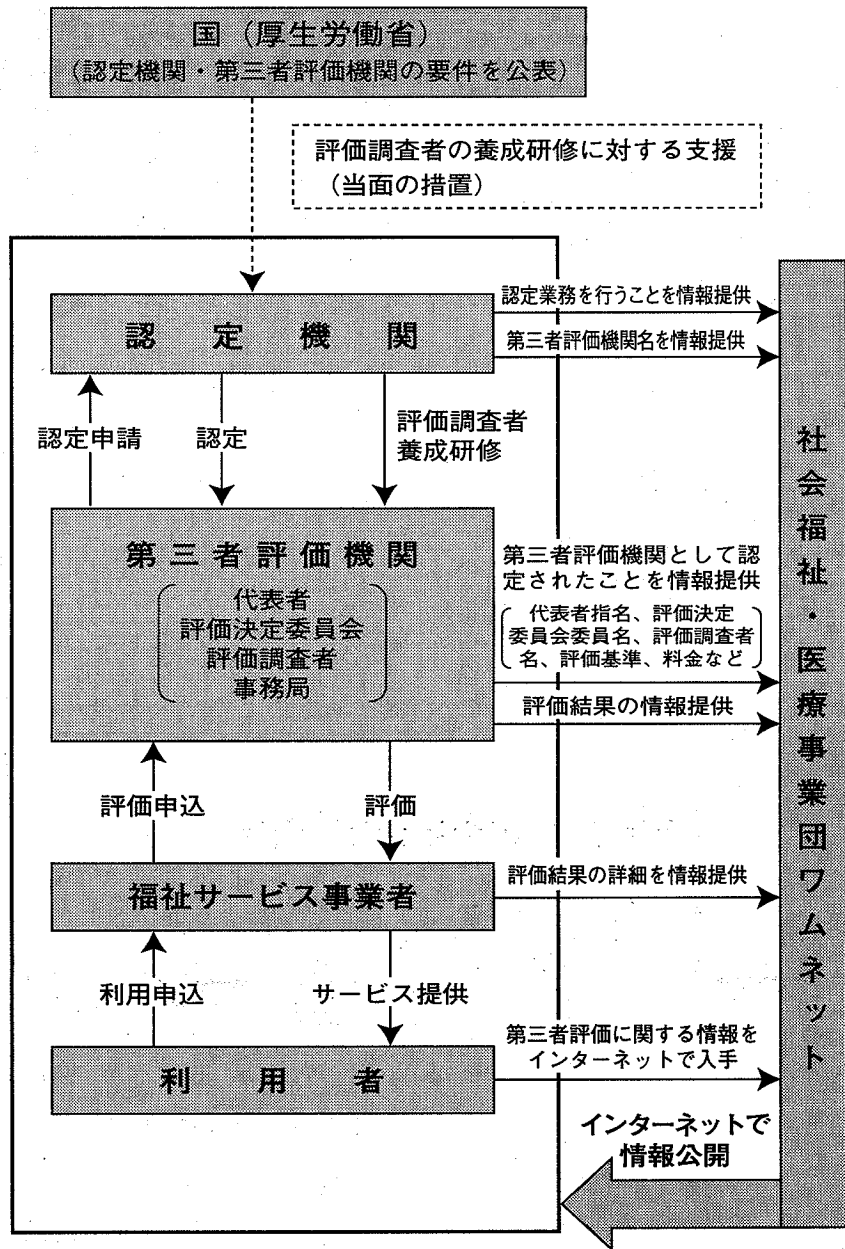 国（厚生労働省）
（認定機関・第三者評価機関の要件を公表）
評価調査者の養成研修に対する支援
（当面の措置）
認定機関
認定業務を行うことを情報提供
第三者評価機関名を情報提供
認定申請
認定
評価調査者
養成研修
第三者評価機関
代表者
評価決定委員会
評価調査者
事務局
第三者評価機関として認
定されたことを情報提供
代表者指名、評価決定
委員会委員名、評価調査者
名、評価基準、料金など
評価結果の情報提供
評価申込
評価
福祉サービス事業者
評価結果の詳細を情報提供
利用申込
サービス提供
利用者
第三者評価に関する情報を
インターネットで入手
インターネットで
情報公開
社会福祉・医療事業団ワムネット